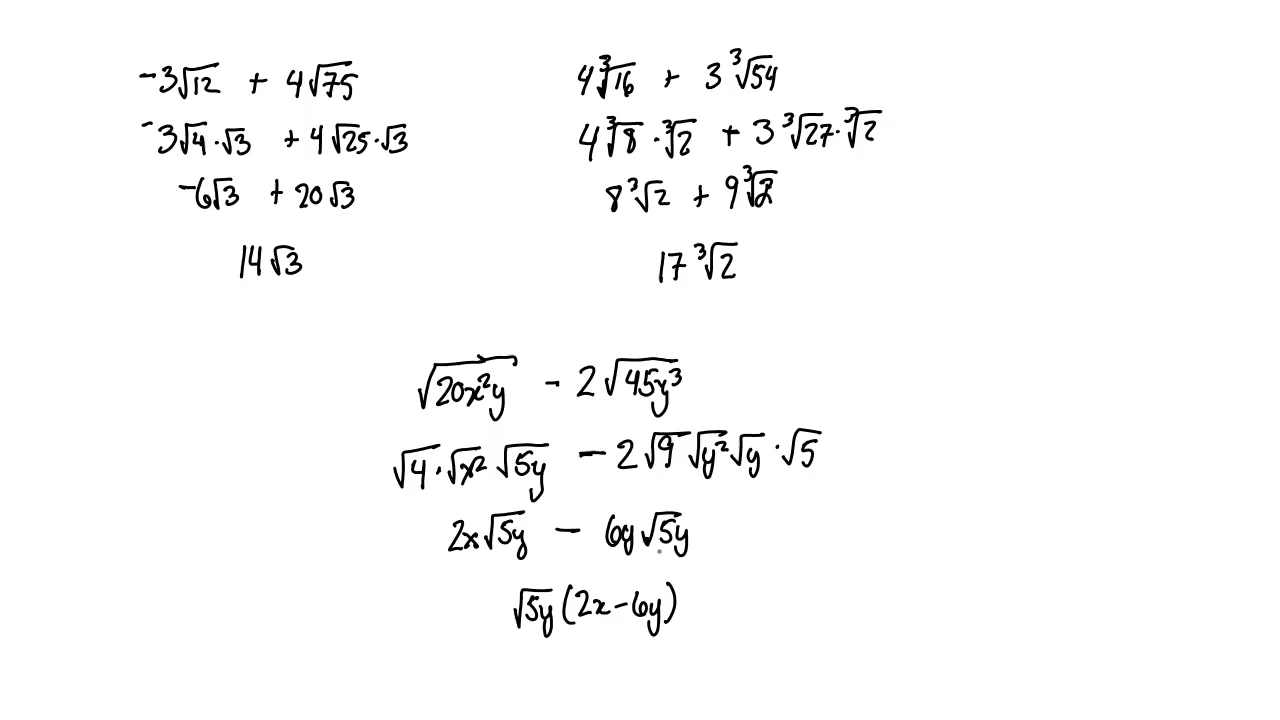 -3√12 + 4√75
-3√4·√3 + 4√25·√3
-6√3 + 20√3
14√3
4∛16 + 3∛54
4∛8·∛2 + 3∛27·∛2
8∛2 + 9∛2
17∛2
√(20x²y) - 2√(45y³)
√4·√x² √(5y) - 2√9 √y² √y·√5
2x√(5y) - 6y√(5y)
√(5y)(2x-6y)